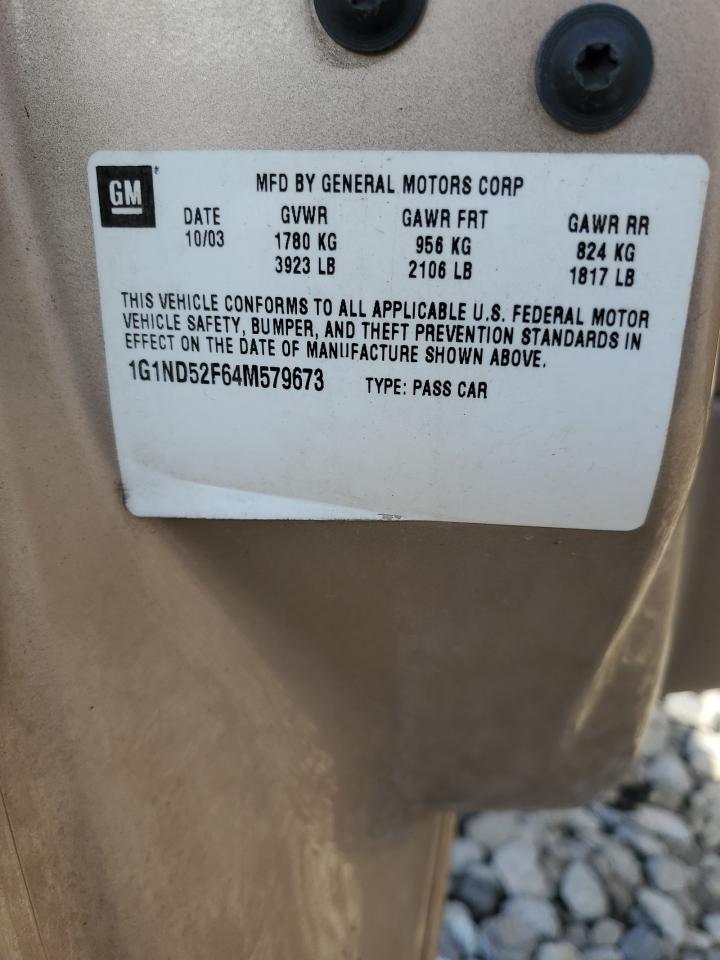 GM
MFD BY GENERAL MOTORS CORP
DATE GVWR GAWR FRT GAWR RR
10/03 1780 KG 956 KG 824 KG
3923 LB 2106 LB 1817 LB
THIS VEHICLE CONFORMS TO ALL APPLICABLE U.S. FEDERAL MOTOR
VEHICLE SAFETY, BUMPER, AND THEFT PREVENTION STANDARDS IN
EFFECT ON THE DATE OF MANUFACTURE SHOWN ABOVE.
1G1ND52F64M579673 TYPE: PASS CAR